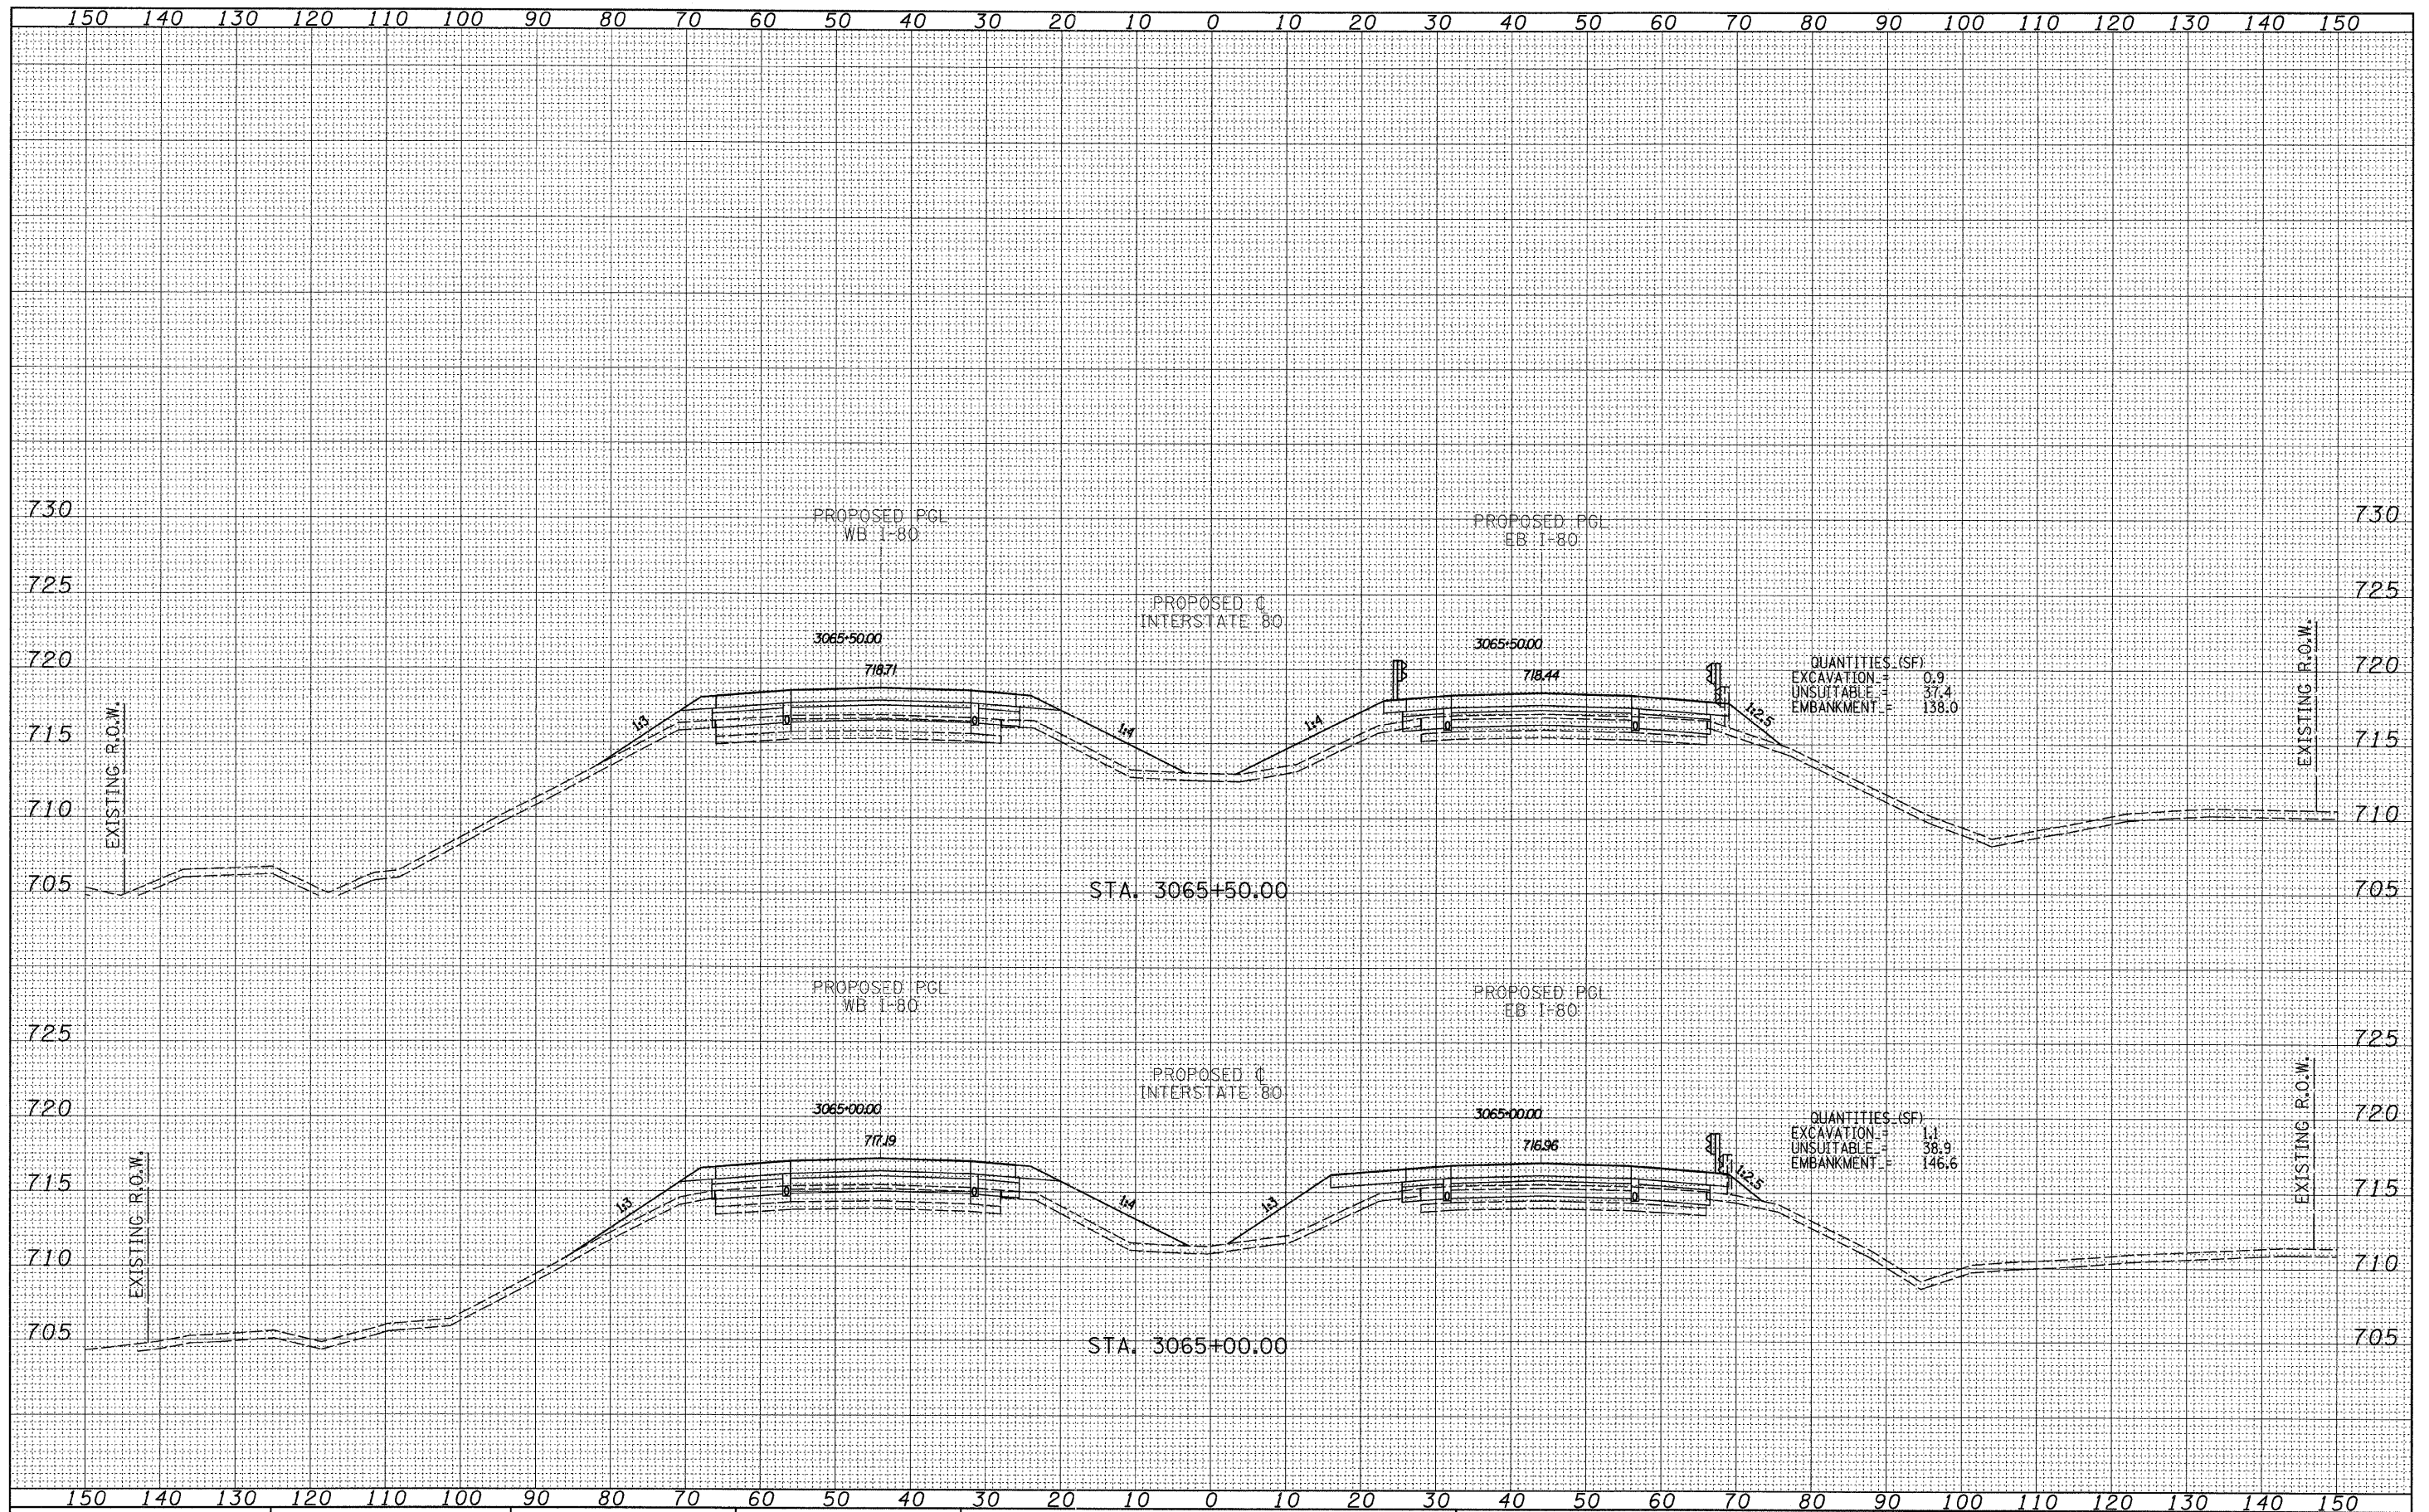 150 140 130 120 110 100 90 80 70 60 50 40 30 20 10 0 10 20 30 40 50 60 70 80 90 100 110 120 130 140 150
730 730
PROPOSED PGL
WB I-80
PROPOSED PGL
EB I-80
725 725
PROPOSED ℄
INTERSTATE 80
3065+50.00
3065+50.00
720 720
718.71
718.44
QUANTITIES (SF)
EXCAVATION = 0.9
UNSUITABLE = 37.4
EMBANKMENT = 138.0
EXISTING R.O.W.
EXISTING R.O.W.
1:3
1:4
1:4
1:2.5
715 715
710 710
705 705
STA. 3065+50.00
PROPOSED PGL
WB I-80
PROPOSED PGL
EB I-80
725 725
PROPOSED ℄
INTERSTATE 80
3065+00.00
3065+00.00
720 720
717.19
716.96
QUANTITIES (SF)
EXCAVATION = 1.1
UNSUITABLE = 38.9
EMBANKMENT = 146.6
EXISTING R.O.W.
EXISTING R.O.W.
1:3
1:4
1:3
1:2.5
715 715
710 710
705 705
STA. 3065+00.00
150 140 130 120 110 100 90 80 70 60 50 40 30 20 10 0 10 20 30 40 50 60 70 80 90 100 110 120 130 140 150